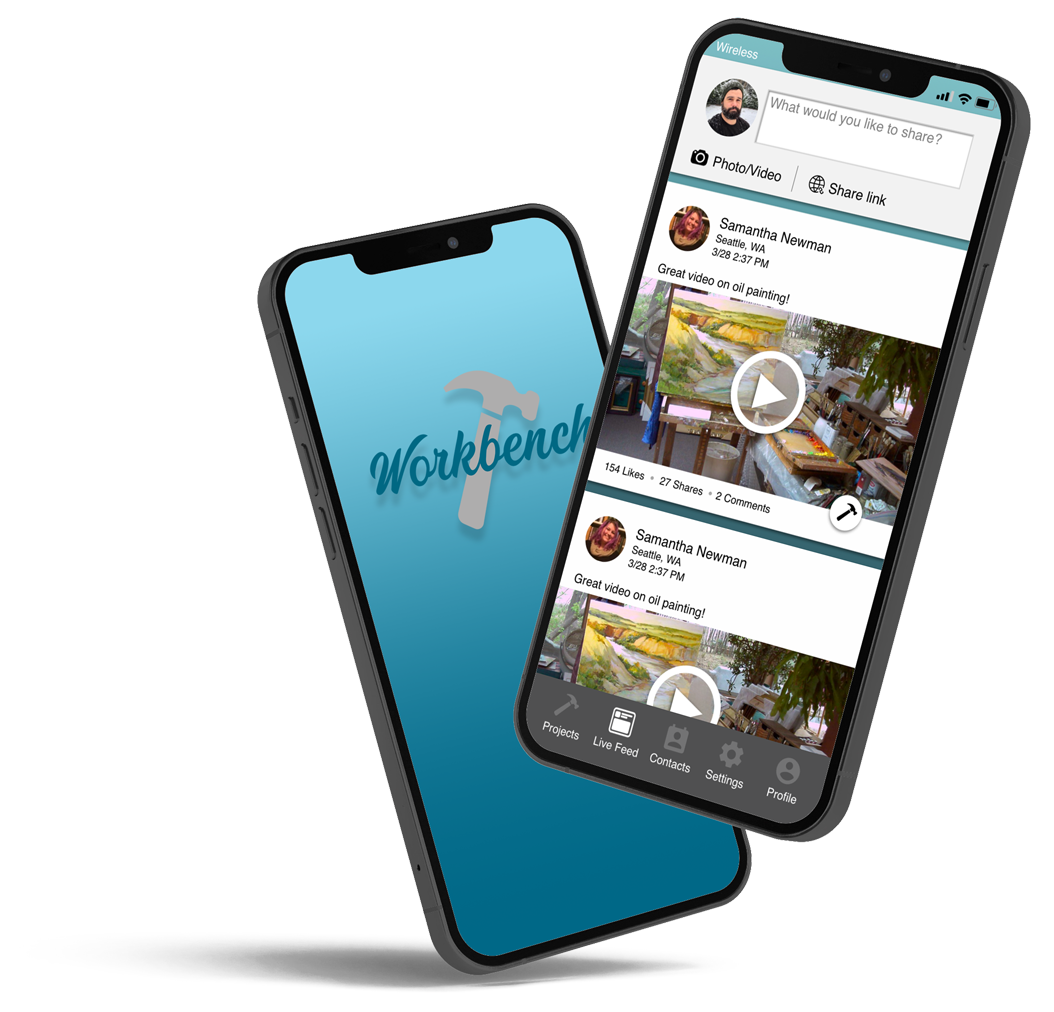 Workbench
Wireless
What would you like to share?
Photo/Video
Share link
Samantha Newman
Seattle, WA
3/28 2:37 PM
Great video on oil painting!
154 Likes • 27 Shares • 2 Comments
Samantha Newman
Seattle, WA
3/28 2:37 PM
Great video on oil painting!
Projects
Live Feed
Contacts
Settings
Profile